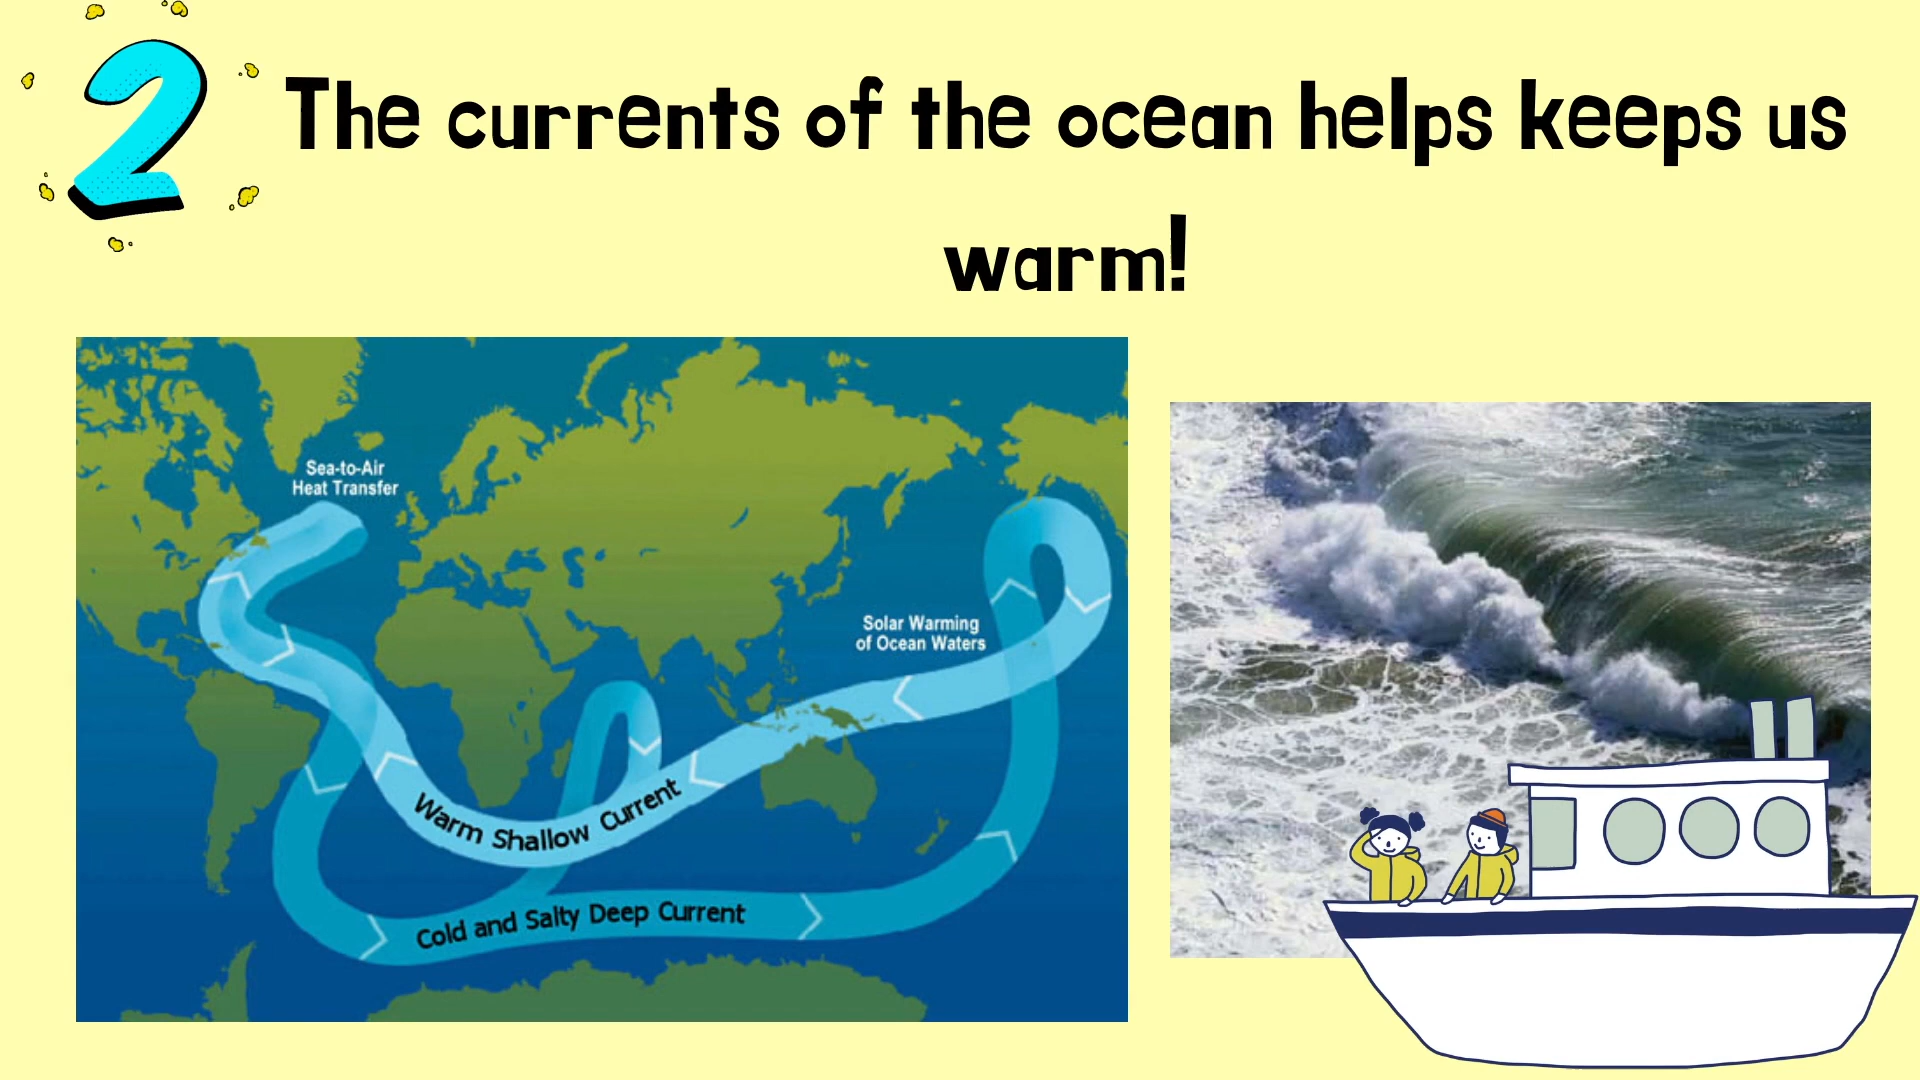 2
The currents of the ocean helps keeps us
warm!
Sea-to-Air
Heat Transfer
Solar Warming
of Ocean Waters
Warm Shallow Current
Cold and Salty Deep Current